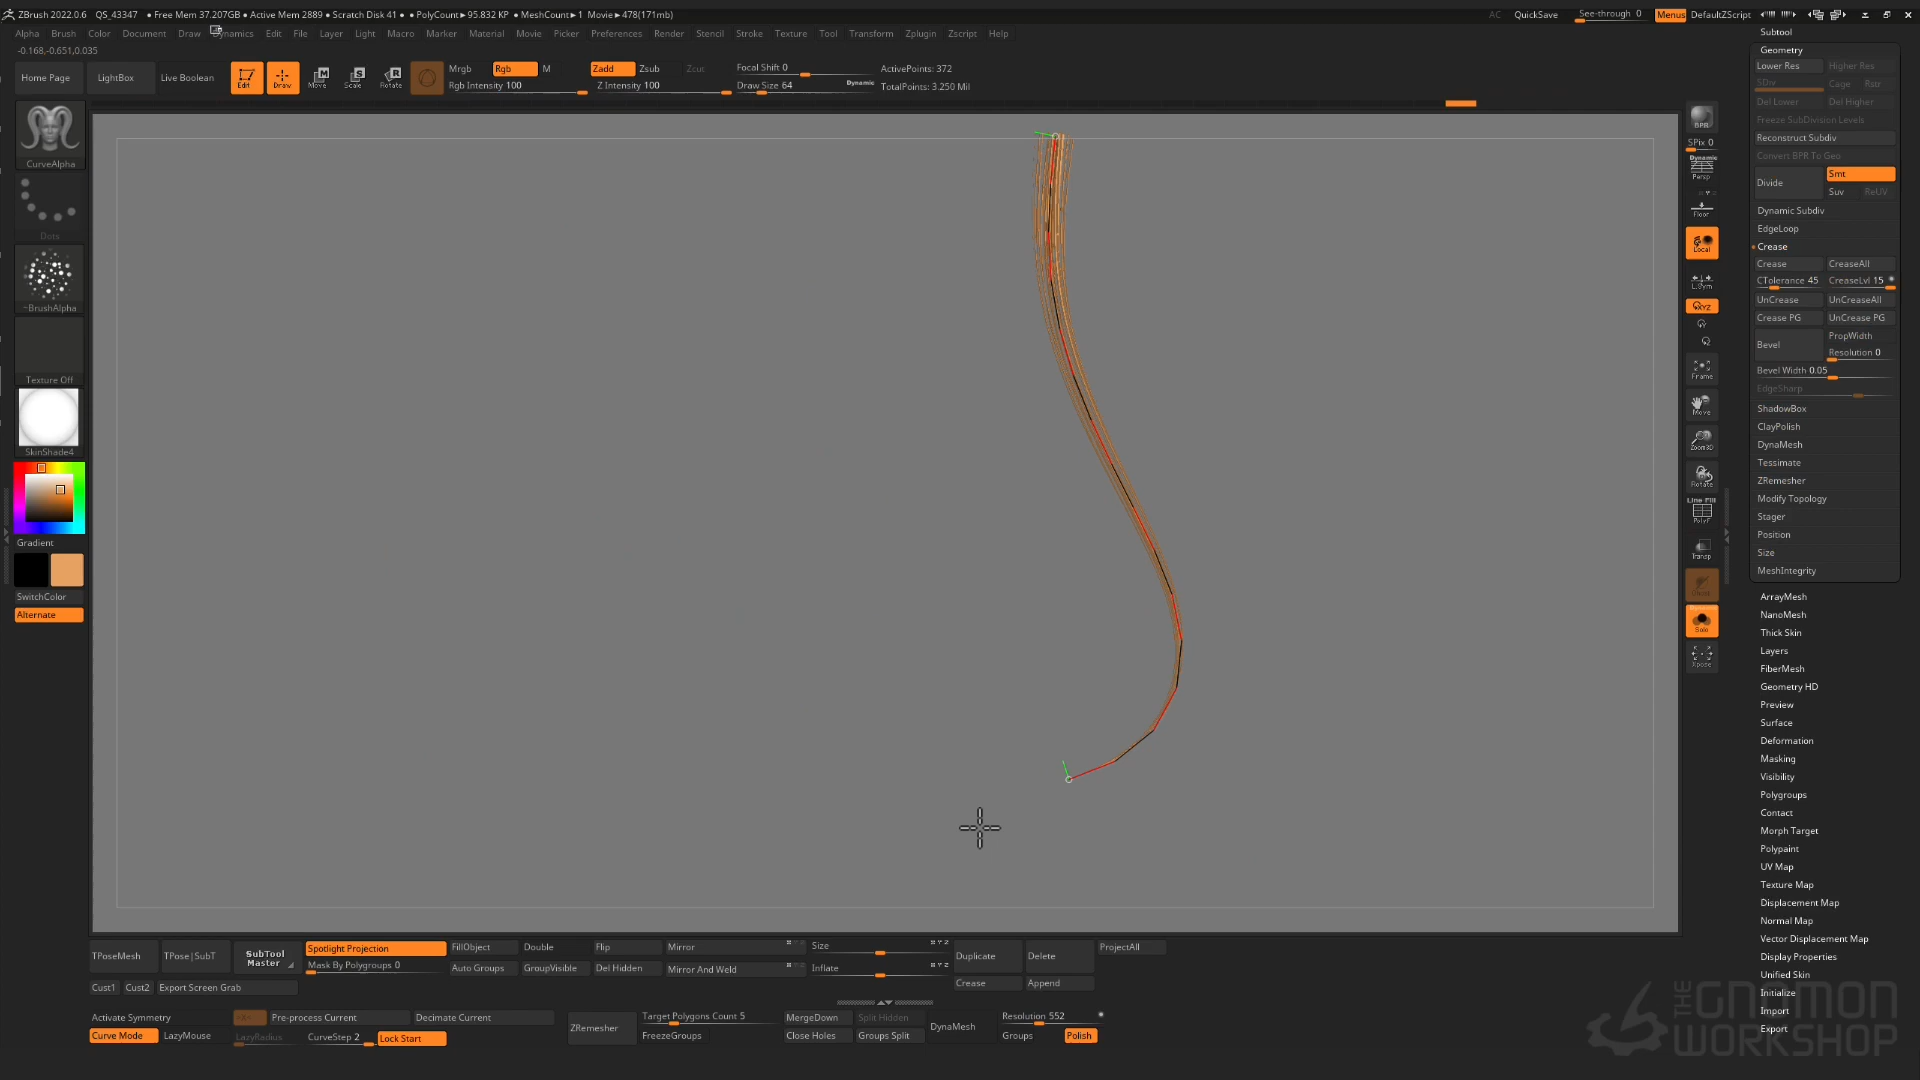 ZBrush 2022.0.6 QS_43347 • Free Mem 37.207GB • Active Mem 2889 • Scratch Disk 41 • • PolyCount▸ 95.832 KP • MeshCount▸ 1 Movie▸ 478(171mb) AC QuickSave See-through 0 Menus DefaultZScript
Alpha Brush Color Document Draw Dynamics Edit File Layer Light Macro Marker Material Movie Picker Preferences Render Stencil Stroke Texture Tool Transform Zplugin Zscript Help
-0.168,-0.651,0.035
Home Page LightBox Live Boolean Edit Draw Move Scale Rotate
Mrgb Rgb M Zadd Zsub Zcut Focal Shift 0 ActivePoints: 372
Rgb Intensity 100 Z Intensity 100 Draw Size 64 Dynamic TotalPoints: 3.250 Mil
CurveAlpha
Dots
~BrushAlpha
Texture Off
SkinShade4
Gradient
SwitchColor
Alternate
BPR
SPix 0
Dynamic
Persp
Floor
Local
L.Sym
XYZ
Frame
Move
Zoom3D
Rotate
Line Fill
PolyF
Transp
Ghost
Solo
Xpose
Subtool
Geometry
Lower Res Higher Res
SDiv Cage Rstr
Del Lower Del Higher
Freeze SubDivision Levels
Reconstruct Subdiv
Convert BPR To Geo
Divide Smt
Suv ReUV
Dynamic Subdiv
EdgeLoop
Crease
Crease CreaseAll
CTolerance 45 CreaseLvl 15
UnCrease UnCreaseAll
Crease PG UnCrease PG
Bevel PropWidth
Resolution 0
Bevel Width 0.05
EdgeSharp
ShadowBox
ClayPolish
DynaMesh
Tessimate
ZRemesher
Modify Topology
Stager
Position
Size
MeshIntegrity
ArrayMesh
NanoMesh
Thick Skin
Layers
FiberMesh
Geometry HD
Preview
Surface
Deformation
Masking
Visibility
Polygroups
Contact
Morph Target
Polypaint
UV Map
Texture Map
Displacement Map
Normal Map
Vector Displacement Map
Display Properties
Unified Skin
Initialize
Import
Export
TPoseMesh TPose|SubT SubTool Master Spotlight Projection FillObject Double Flip Mirror Size Duplicate Delete ProjectAll
Mask By Polygroups 0 Auto Groups GroupVisible Del Hidden Mirror And Weld Inflate Crease Append
Cust1 Cust2 Export Screen Grab
Activate Symmetry Pre-process Current Decimate Current ZRemesher Target Polygons Count 5 MergeDown Split Hidden DynaMesh Resolution 552
Curve Mode LazyMouse LazyRadius CurveStep 2 Lock Start FreezeGroups Close Holes Groups Split Groups Polish
THE GNOMON
WORKSHOP